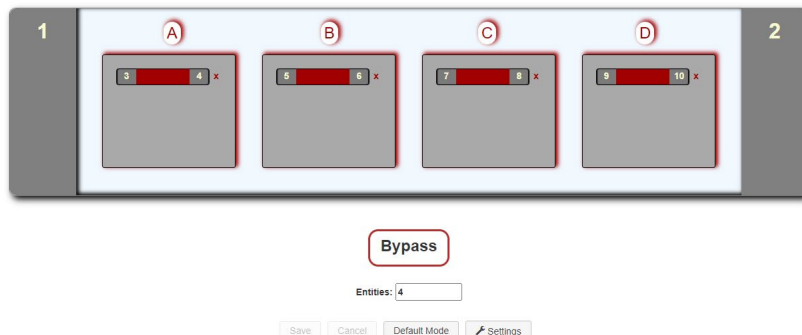 1 A B C D 2
3 4 x 5 6 x 7 8 x 9 10 x
Bypass
Entities: 4
Save Cancel Default Mode Settings